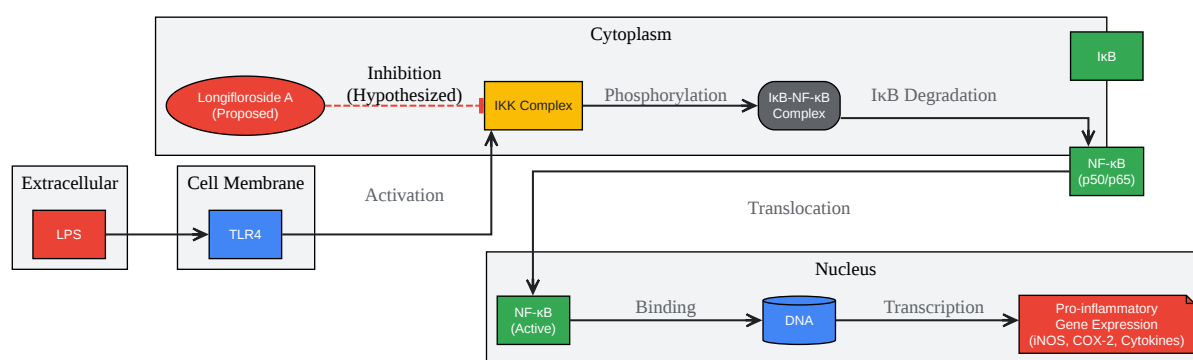 Cytoplasm
IκB
Inhibition
(Hypothesized)
Longifloroside A
(Proposed)
IKK Complex
Phosphorylation
IκB-NF-κB
Complex
IκB Degradation
NF-κB
(p50/p65)
Extracellular
LPS
Cell Membrane
TLR4
Activation
Translocation
Nucleus
NF-κB
(Active)
Binding
DNA
Transcription
Pro-inflammatory
Gene Expression
(iNOS, COX-2, Cytokines)